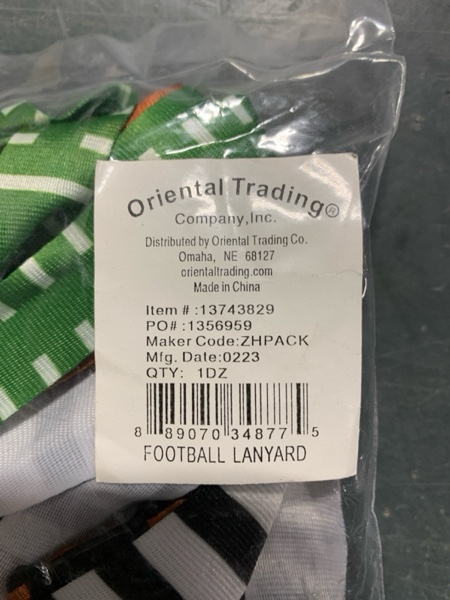 Oriental Trading®
Company,Inc.
Distributed by Oriental Trading Co.
Omaha, NE 68127
orientaltrading.com
Made in China
Item # :13743829
PO# :1356959
Maker Code:ZHPACK
Mfg. Date:0223
QTY: 1DZ
8 89070 34877 5
FOOTBALL LANYARD